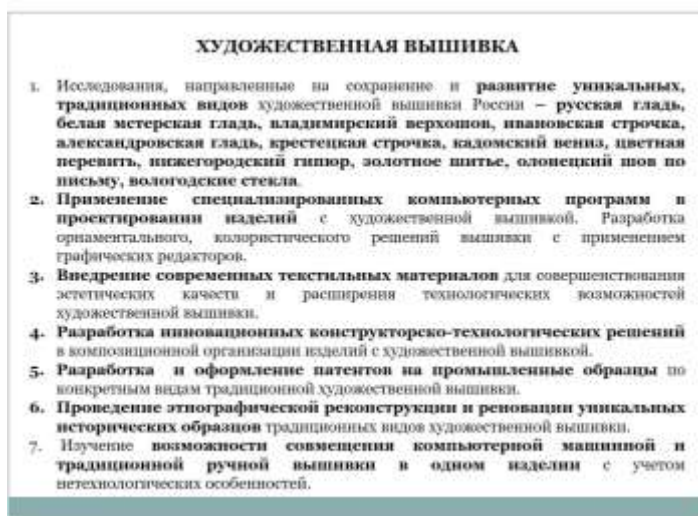 ХУДОЖЕСТВЕННАЯ ВЫШИВКА
1. Исследования, направленные на сохранение и развитие уникальных,
традиционных видов художественной вышивки России – русская гладь,
белая мстерская гладь, владимирский верхошов, ивановская строчка,
александровская гладь, крестецкая строчка, кадомский вениз, цветная
перевить, нижегородский гипюр, золотное шитье, олонецкий шов по
письму, вологодские стекла.
2. Применение специализированных компьютерных программ в
проектировании изделий с художественной вышивкой. Разработка
орнаментального, колористического решений вышивки с применением
графических редакторов.
3. Внедрение современных текстильных материалов для совершенствования
эстетических качеств и расширения технологических возможностей
художественной вышивки.
4. Разработка инновационных конструкторско-технологических решений
в композиционной организации изделий с художественной вышивкой.
5. Разработка и оформление патентов на промышленные образцы по
конкретным видам традиционной художественной вышивки.
6. Проведение этнографической реконструкции и реновации уникальных
исторических образцов традиционных видов художественной вышивки.
7. Изучение возможности совмещения компьютерной машинной и
традиционной ручной вышивки в одном изделии с учетом
нетехнологических особенностей.